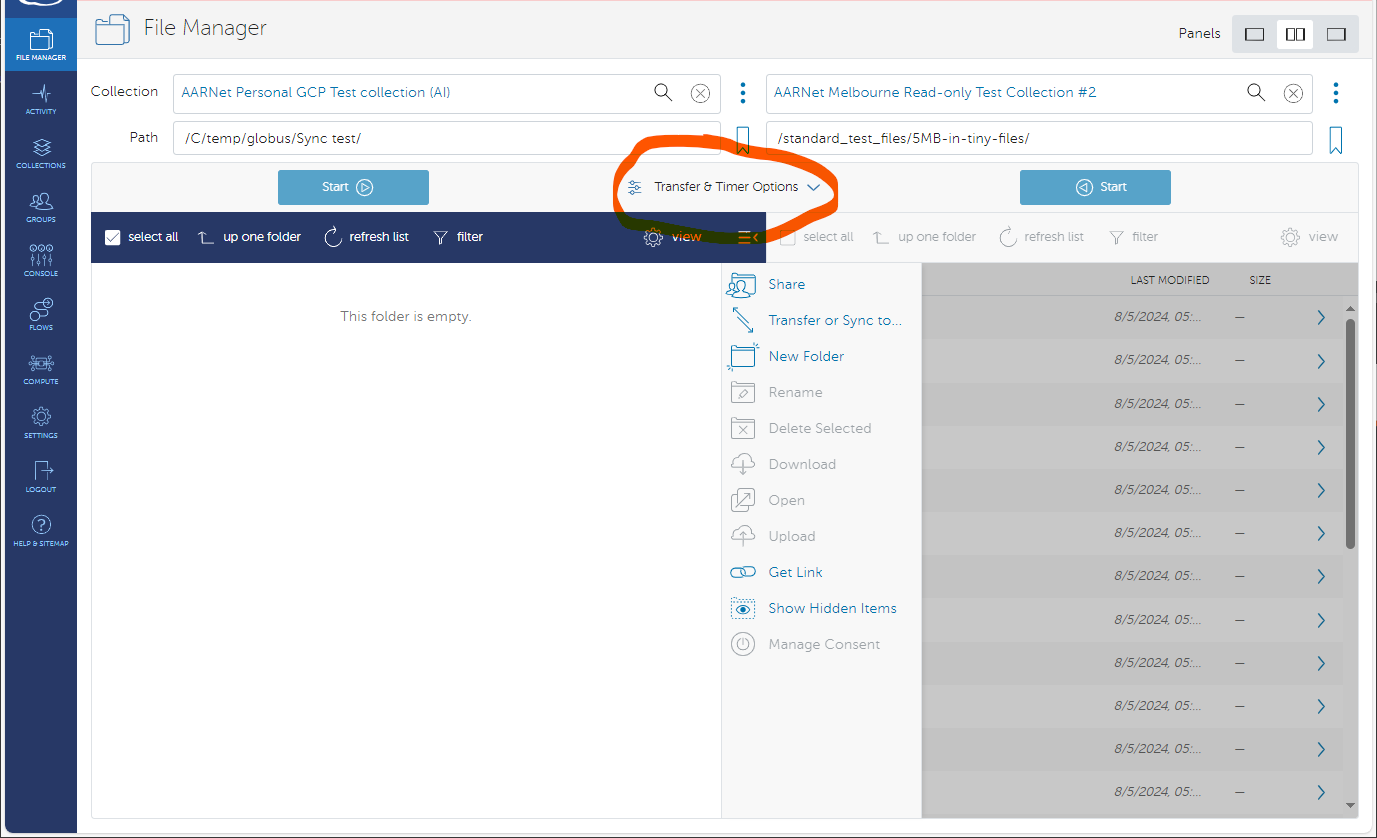 File Manager
Panels
FILE MANAGER
ACTIVITY
COLLECTIONS
GROUPS
CONSOLE
FLOWS
COMPUTE
SETTINGS
LOGOUT
HELP & SITEMAP
Collection
AARNet Personal GCP Test collection (AI)
AARNet Melbourne Read-only Test Collection #2
Path
/C/temp/globus/Sync test/
/standard_test_files/5MB-in-tiny-files/
Start
Transfer & Timer Options
Start
select all up one folder refresh list filter view
select all up one folder refresh list filter view
This folder is empty.
Share
Transfer or Sync to...
New Folder
Rename
Delete Selected
Download
Open
Upload
Get Link
Show Hidden Items
Manage Consent
LAST MODIFIED SIZE
8/5/2024, 05:... —
8/5/2024, 05:... —
8/5/2024, 05:... —
8/5/2024, 05:... —
8/5/2024, 05:... —
8/5/2024, 05:... —
8/5/2024, 05:... —
8/5/2024, 05:... —
8/5/2024, 05:... —
8/5/2024, 05:... —
8/5/2024, 05:... —
8/5/2024, 05:... —